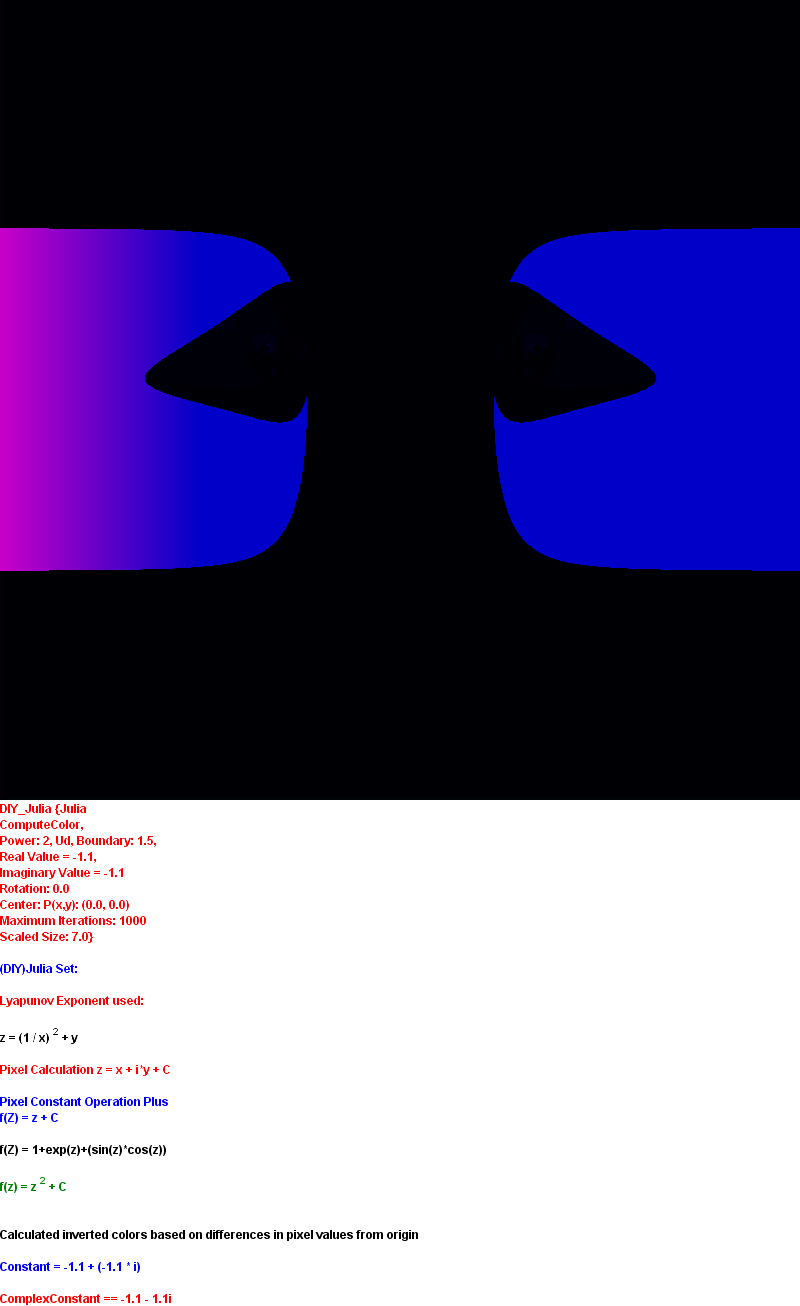 DIY_Julia {Julia
ComputeColor,
Power: 2, Ud, Boundary: 1.5,
Real Value = -1.1,
Imaginary Value = -1.1
Rotation: 0.0
Center: P(x,y): (0.0, 0.0)
Maximum Iterations: 1000
Scaled Size: 7.0}
(DIY)Julia Set:
Lyapunov Exponent used:
z = (1 / x) 2 + y
Pixel Calculation z = x + i*y + C
Pixel Constant Operation Plus
f(Z) = z + C
f(Z) = 1+exp(z)+(sin(z)*cos(z))
f(z) = z 2 + C
Calculated inverted colors based on differences in pixel values from origin
Constant = -1.1 + (-1.1 * i)
ComplexConstant == -1.1 - 1.1i